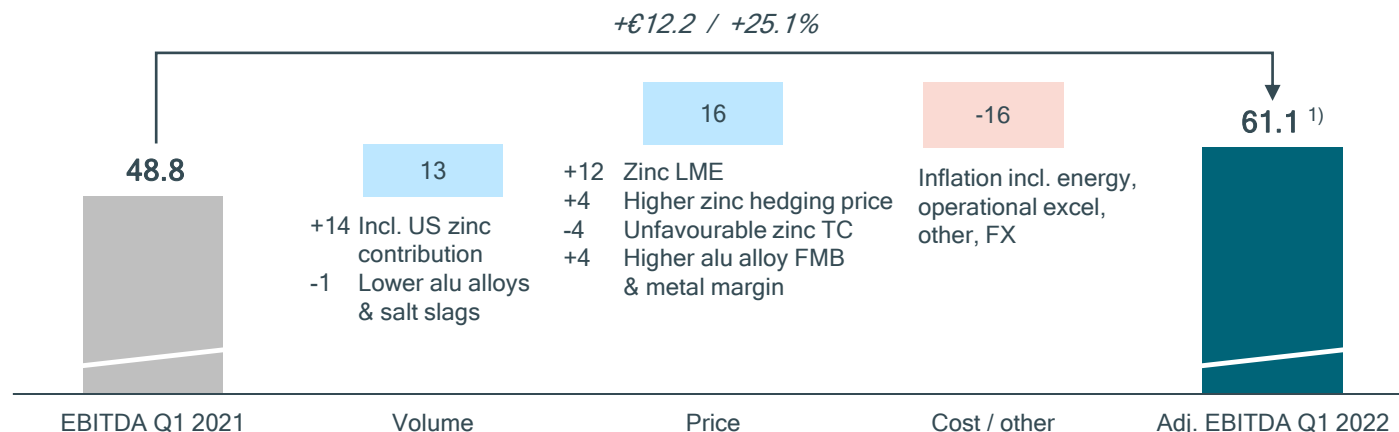 +€12.2 / +25.1%
48.8
13
+14 Incl. US zinc
contribution
-1 Lower alu alloys
& salt slags
16
+12 Zinc LME
+4 Higher zinc hedging price
-4 Unfavourable zinc TC
+4 Higher alu alloy FMB
& metal margin
-16
Inflation incl. energy,
operational excel,
other, FX
61.1 1)
EBITDA Q1 2021
Volume
Price
Cost / other
Adj. EBITDA Q1 2022